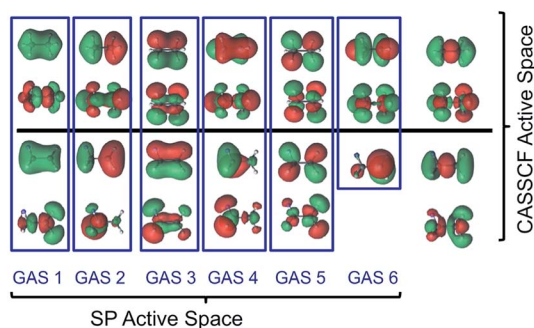 GAS 1 GAS 2 GAS 3 GAS 4 GAS 5 GAS 6
SP Active Space
CASSCF Active Space